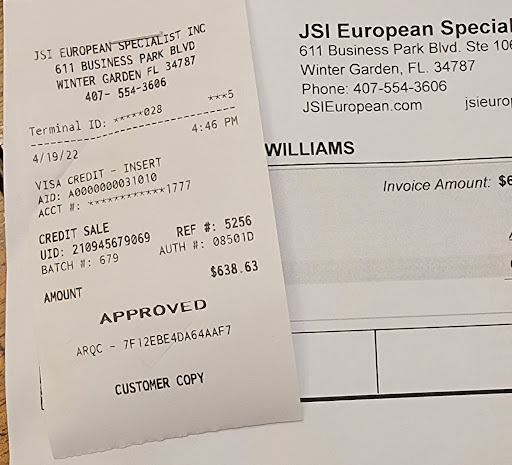 JSI EUROPEAN SPECIALIST INC
611 BUSINESS PARK BLVD
WINTER GARDEN FL 34787
407- 554-3606
Terminal ID: *****028 ***5
4/19/22 4:46 PM
VISA CREDIT - INSERT
AID: A0000000031010
ACCT #: ************1777
CREDIT SALE
UID: 210945679069 REF #: 5256
BATCH #: 679 AUTH #: 08501D
AMOUNT $638.63
APPROVED
ARQC - 7F12EBE4DA64AAF7
CUSTOMER COPY
JSI European Special
611 Business Park Blvd. Ste 106
Winter Garden, FL. 34787
Phone: 407-554-3606
JSIEuropean.com jsieurop
WILLIAMS
Invoice Amount: $6